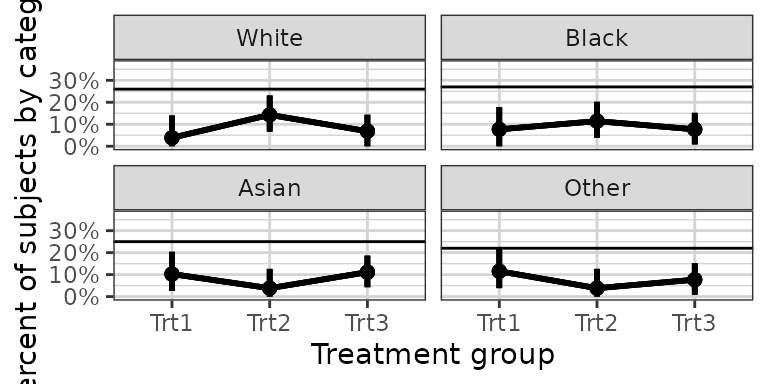 ercent of subjects by categ
White
Black
30%
20%
10%
0%
Asian
Other
30%
20%
10%
0%
Trt1 Trt2 Trt3 Trt1 Trt2 Trt3
Treatment group